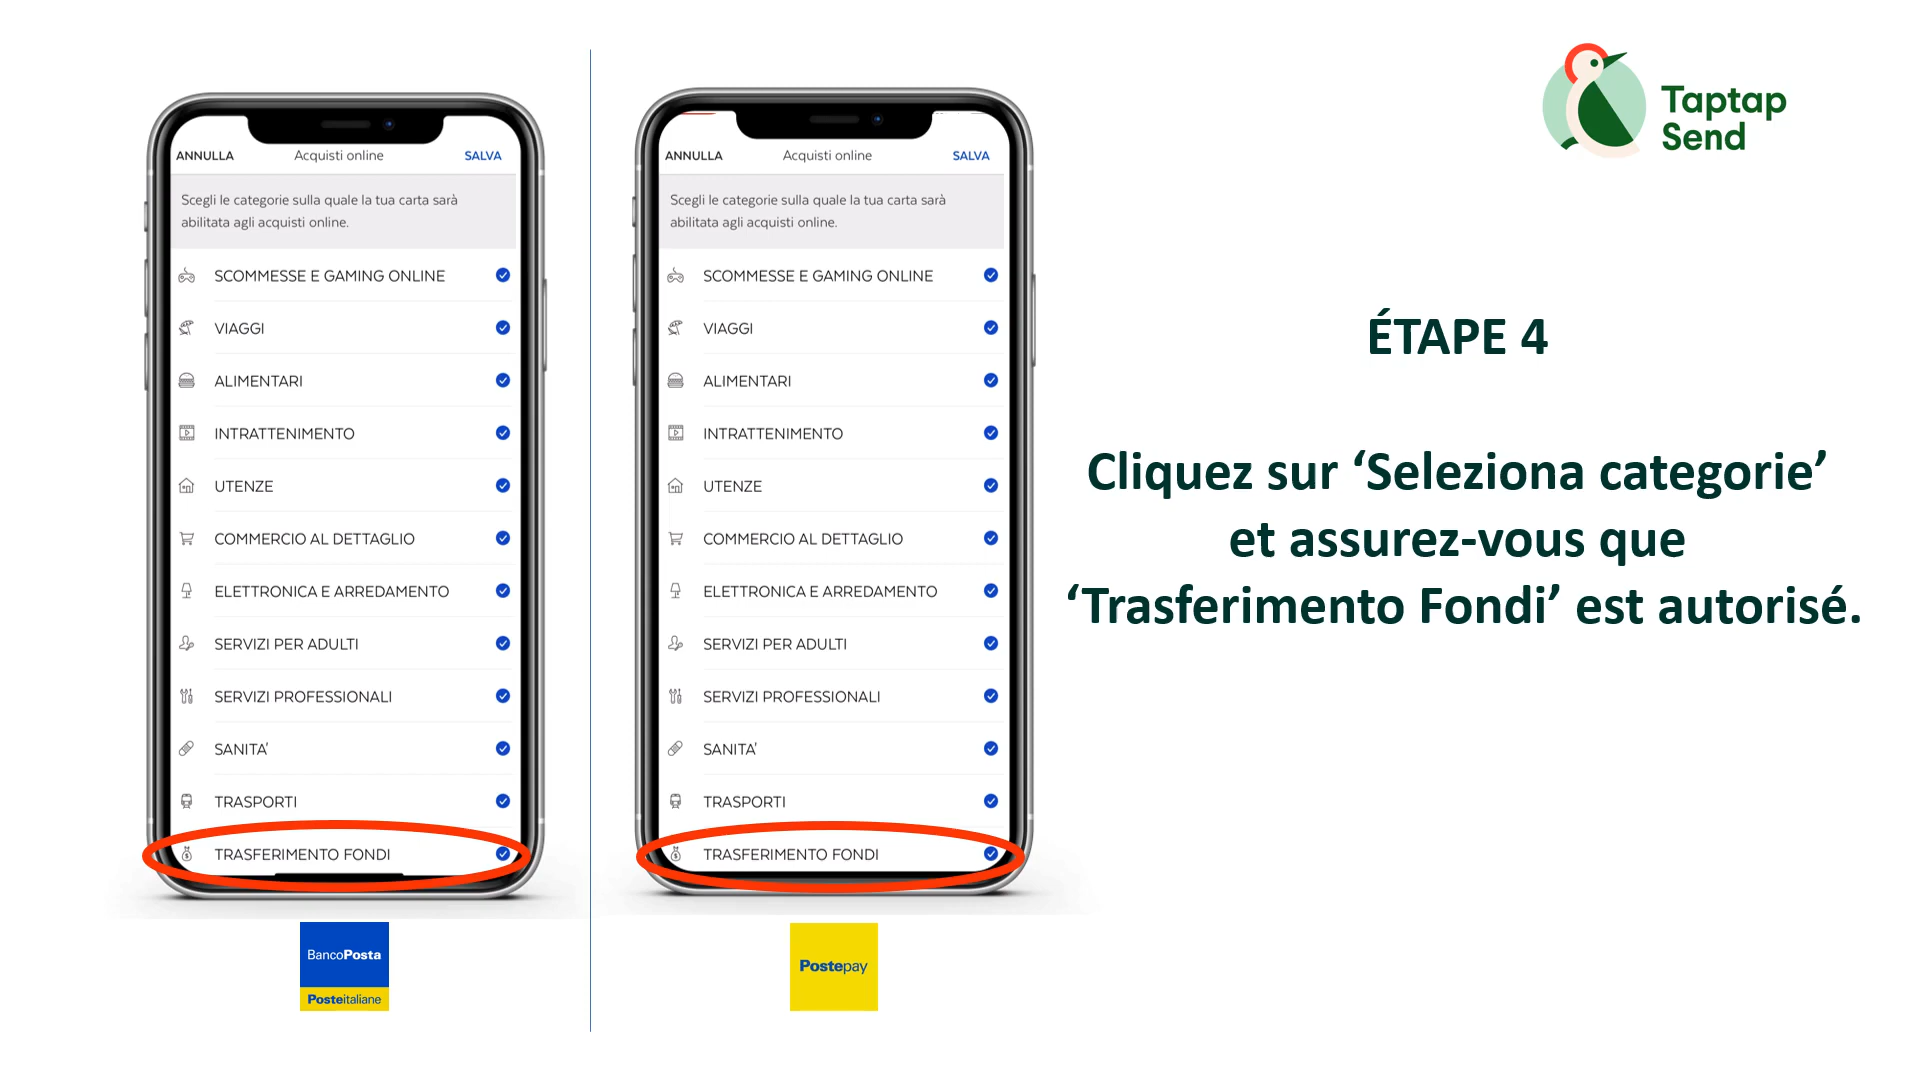 ANNULLA Acquisti online SALVA
Scegli le categorie sulla quale la tua carta sarà
abilitata agli acquisti online.
SCOMMESSE E GAMING ONLINE
VIAGGI
ALIMENTARI
INTRATTENIMENTO
UTENZE
COMMERCIO AL DETTAGLIO
ELETTRONICA E ARREDAMENTO
SERVIZI PER ADULTI
SERVIZI PROFESSIONALI
SANITA'
TRASPORTI
TRASFERIMENTO FONDI
BancoPosta
Posteitaliane
ANNULLA Acquisti online SALVA
Scegli le categorie sulla quale la tua carta sarà
abilitata agli acquisti online.
SCOMMESSE E GAMING ONLINE
VIAGGI
ALIMENTARI
INTRATTENIMENTO
UTENZE
COMMERCIO AL DETTAGLIO
ELETTRONICA E ARREDAMENTO
SERVIZI PER ADULTI
SERVIZI PROFESSIONALI
SANITA'
TRASPORTI
TRASFERIMENTO FONDI
Postepay
Taptap
Send
ÉTAPE 4
Cliquez sur ‘Seleziona categorie’
et assurez-vous que
‘Trasferimento Fondi’ est autorisé.